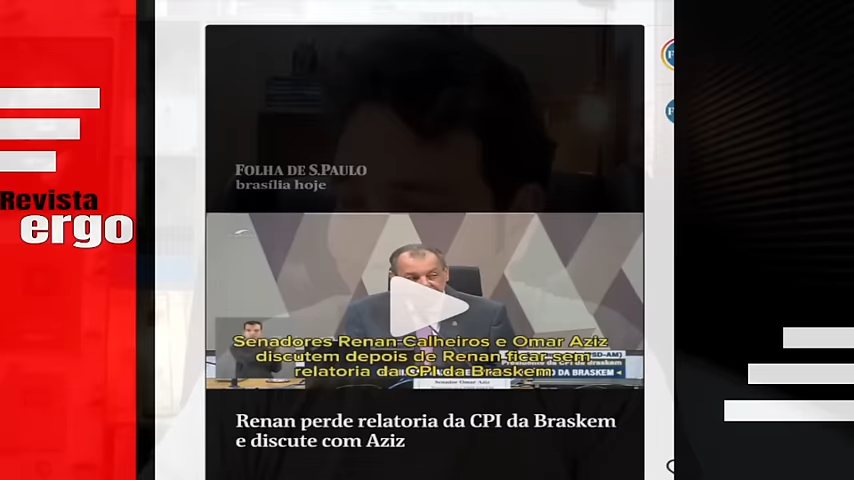 FOLHA DE S.PAULO
brasília hoje
Revista
ergo
Senadores Renan Calheiros e Omar Aziz
discutem depois de Renan ficar sem
relatoria da CPI da Braskem
SD-AM)
DA BRASKEM
Senador Omar Aziz
Renan perde relatoria da CPI da Braskem
e discute com Aziz